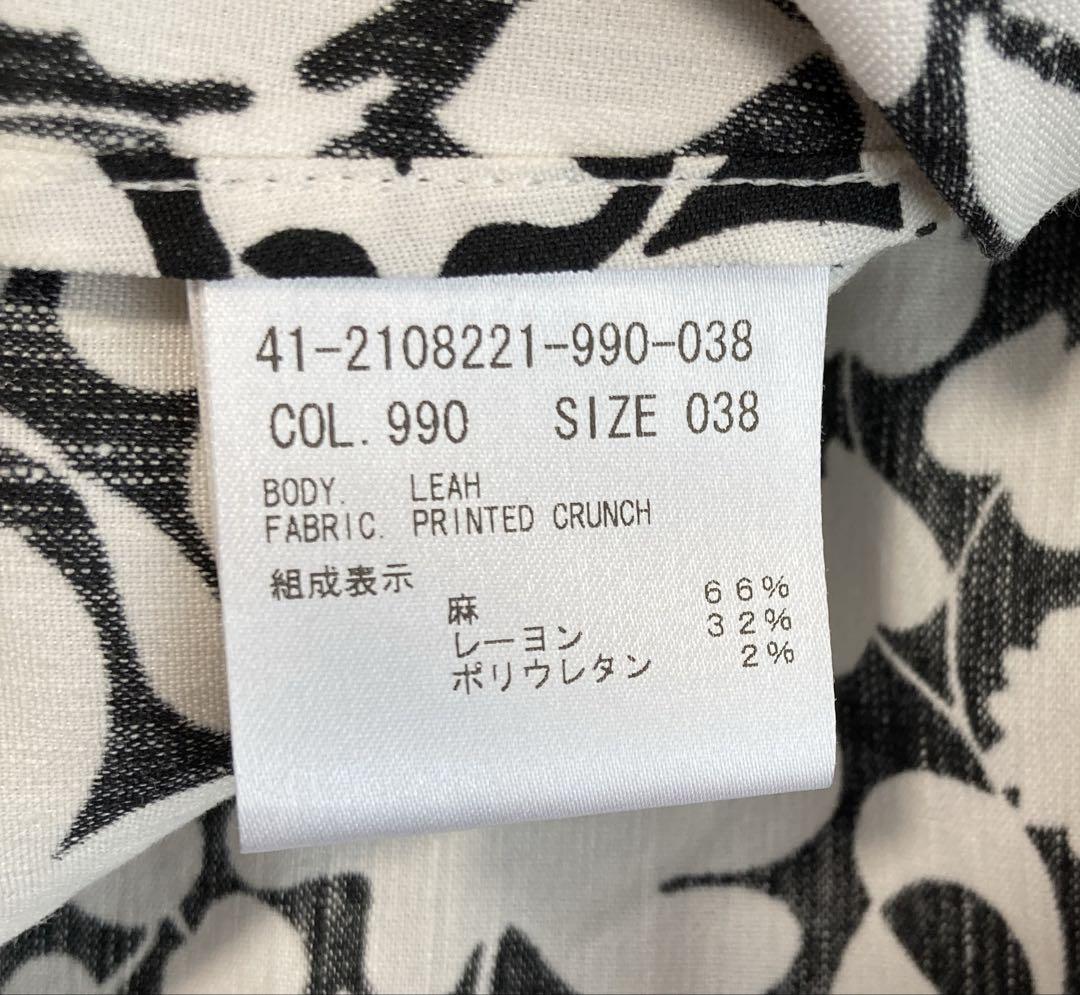 41-2108221-990-038
COL. 990 SIZE 038
BODY. LEAH
FABRIC. PRINTED CRUNCH
組成表示
麻 66%
レーヨン 32%
ポリウレタン 2%